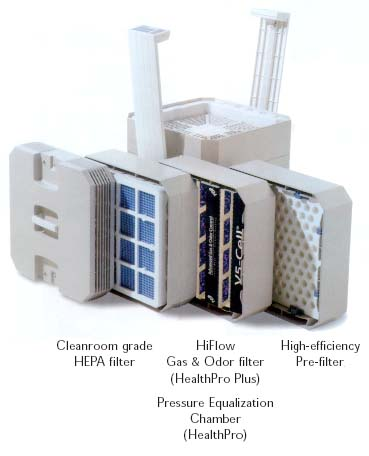 V5-Cell
Cleanroom grade
HEPA filter
HiFlow
Gas & Odor filter
(HealthPro Plus)
Pressure Equalization
Chamber
(HealthPro)
High-efficiency
Pre-filter